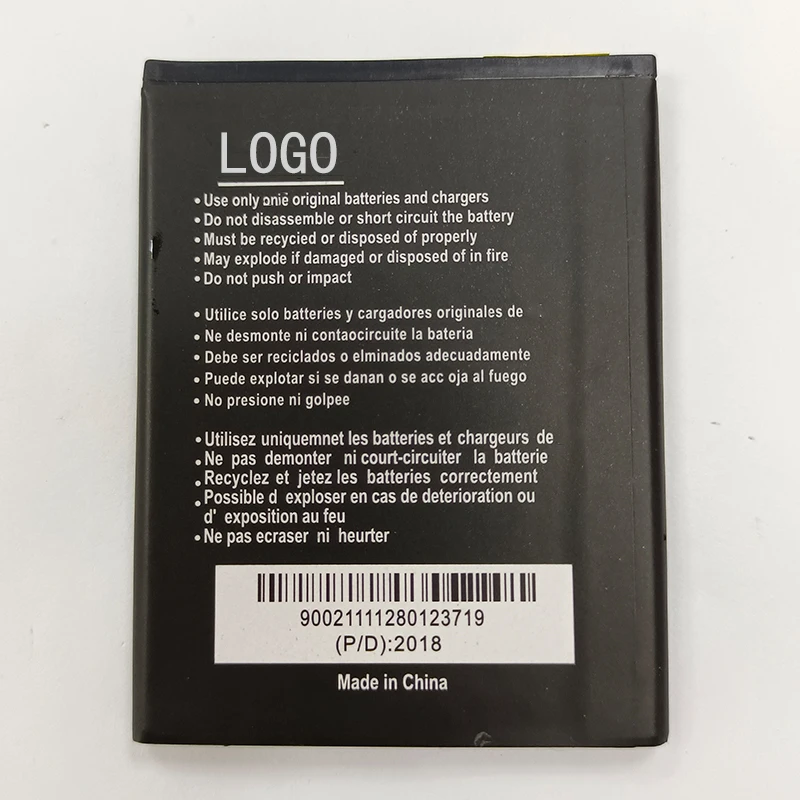 LOGO
• Use only onie original batteries and chargers
• Do not disassemble or short circuit the battery
• Must be recycied or disposed of properly
• May explode if damaged or disposed of in fire
• Do not push or impact
• Utilice solo batteries y cargadores originales de
• Ne desmonte ni contaocircuite la bateria
• Debe ser reciclados o elminados adecuadamente
• Puede explotar si se danan o se acc oja al fuego
• No presione ni golpee
• Utilisez uniquemnet les batteries et chargeurs de
• Ne pas demonter ni court-circuiter la batterie
• Recyclez et jetez les batteries correctement
• Possible d exploser en cas de deterioration ou
d' exposition au feu
• Ne pas ecraser ni heurter
90021111280123719
(P/D):2018
Made in China